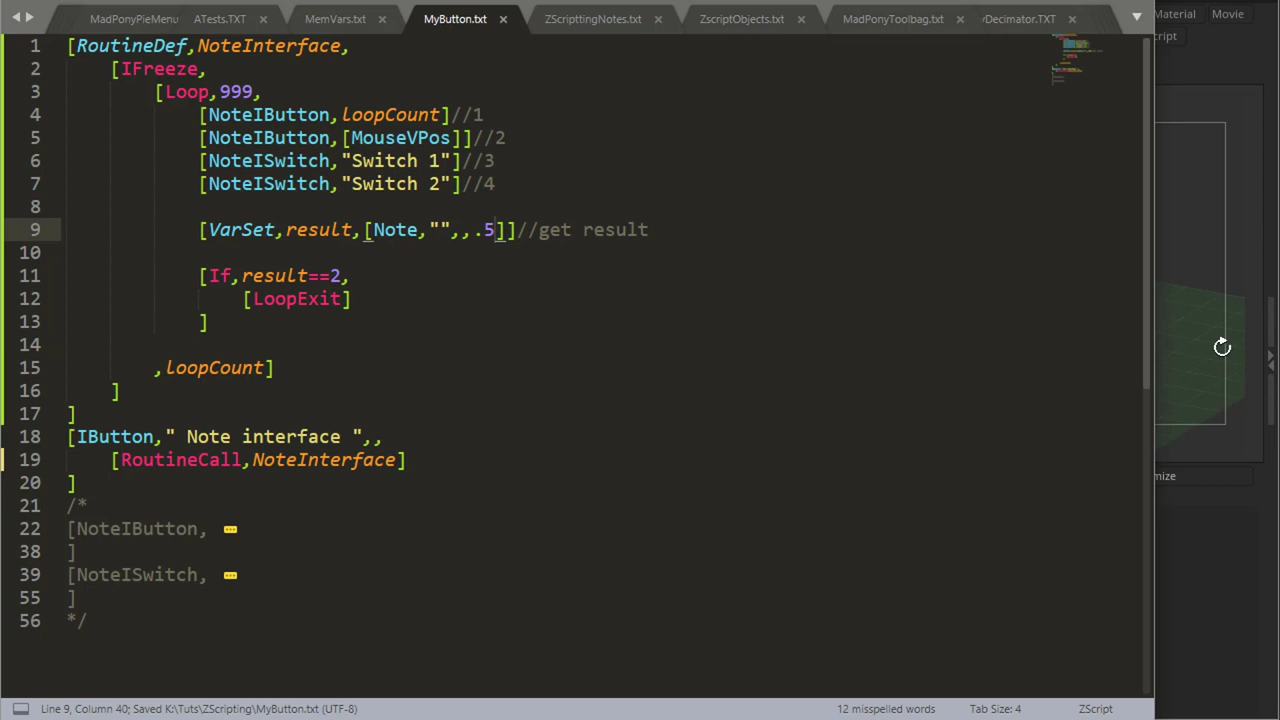 MadPonyPieMenu ATests.TXT MemVars.txt MyButton.txt ZScripttingNotes.txt ZscriptObjects.txt MadPonyToolbag.txt yDecimator.TXT Material Movie
1 [RoutineDef,NoteInterface,
2 [IFreeze,
3 [Loop,999,
4 [NoteIButton,loopCount]//1
5 [NoteIButton,[MouseVPos]]//2
6 [NoteISwitch,"Switch 1"]//3
7 [NoteISwitch,"Switch 2"]//4
8
9 [VarSet,result,[Note,"",,.5]]//get result
10
11 [If,result==2,
12 [LoopExit]
13 ]
14
15 ,loopCount]
16 ]
17 ]
18 [IButton," Note interface ",,
19 [RoutineCall,NoteInterface]
20 ]
21 /*
22 [NoteIButton,
38 ]
39 [NoteISwitch,
55 ]
56 */
cript
mize
Line 9, Column 40; Saved K:\Tuts\ZScripting\MyButton.txt (UTF-8) 12 misspelled words Tab Size: 4 ZScript